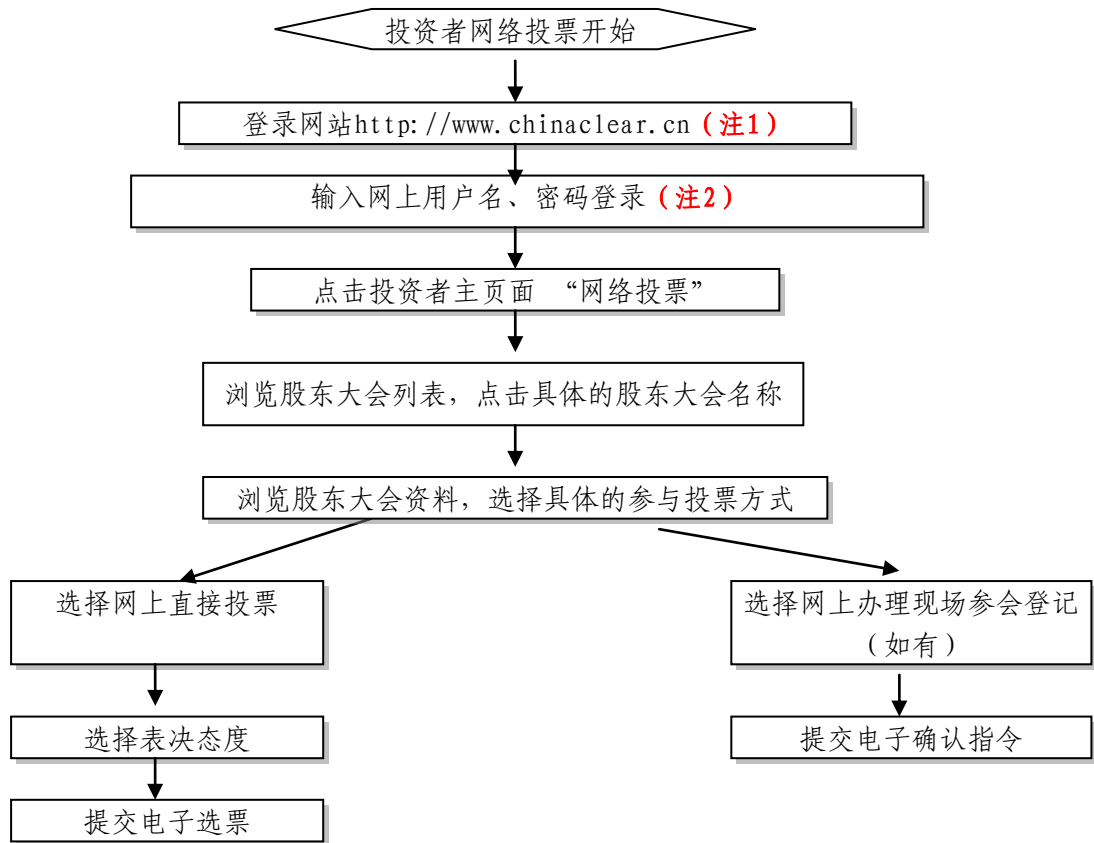 投资者网络投票开始
登录网站http://www.chinaclear.cn（注1）
输入网上用户名、密码登录（注2）
点击投资者主页面 “网络投票”
浏览股东大会列表，点击具体的股东大会名称
浏览股东大会资料，选择具体的参与投票方式
选择网上直接投票
选择表决态度
提交电子选票
选择网上办理现场参会登记
（如有）
提交电子确认指令